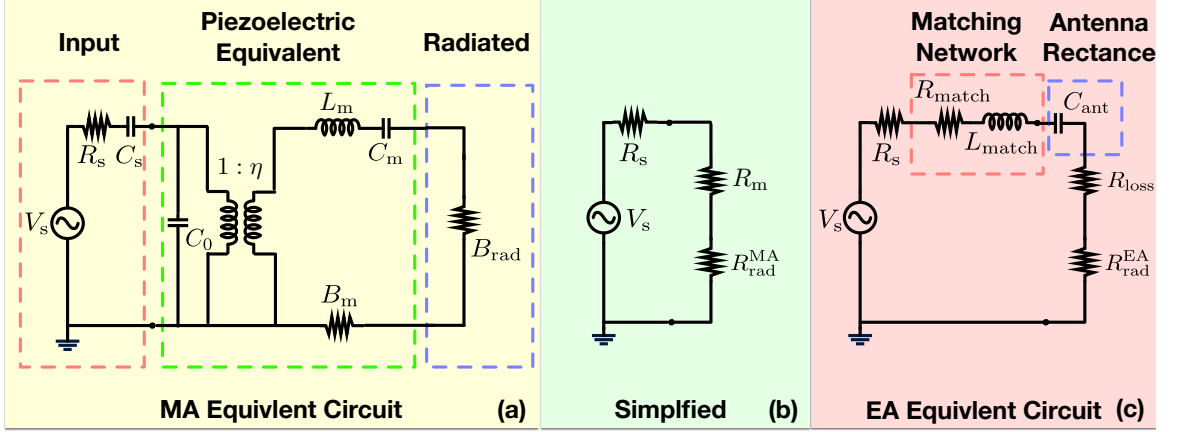 Input
Piezoelectric
Equivalent
Radiated
R_s
C_s
V_s
C_0
1 : η
L_m
C_m
B_rad
B_m
MA Equivlent Circuit
(a)
R_s
V_s
R_m
R_rad^MA
Simplfied
(b)
Matching
Network
Antenna
Rectance
R_s
R_match
L_match
C_ant
V_s
R_loss
R_rad^EA
EA Equivlent Circuit
(c)